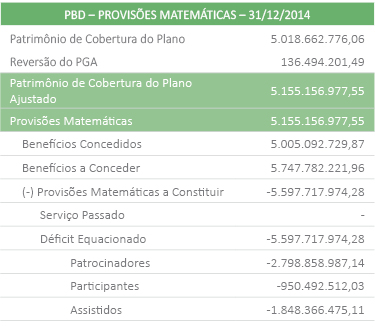 PBD – PROVISÕES MATEMÁTICAS – 31/12/2014
Patrimônio de Cobertura do Plano 5.018.662.776,06
Reversão do PGA 136.494.201,49
Patrimônio de Cobertura do Plano
Ajustado 5.155.156.977,55
Provisões Matemáticas 5.155.156.977,55
Benefícios Concedidos 5.005.092.729,87
Benefícios a Conceder 5.747.782.221,96
(-) Provisões Matemáticas a Constituir -5.597.717.974,28
Serviço Passado -
Déficit Equacionado -5.597.717.974,28
Patrocinadores -2.798.858.987,14
Participantes -950.492.512,03
Assistidos -1.848.366.475,11